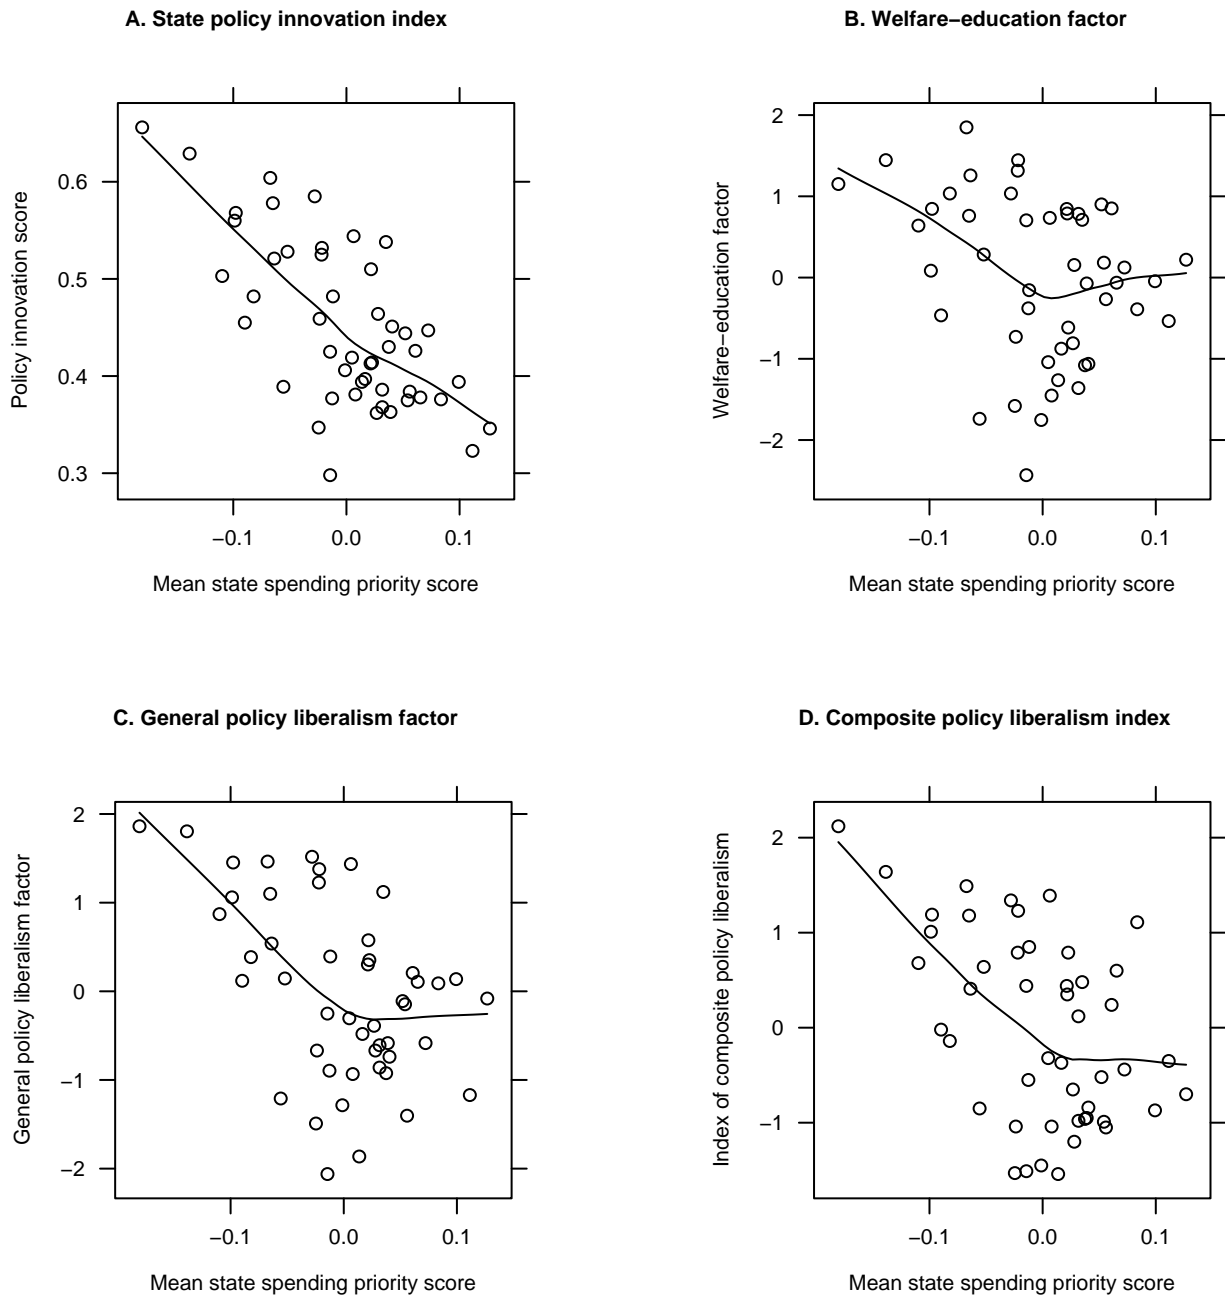 A. State policy innovation index
B. Welfare−education factor
Policy innovation score
0.6
0.5
0.4
0.3
−0.1 0.0 0.1
Mean state spending priority score
Welfare−education factor
2
1
0
−1
−2
−0.1 0.0 0.1
Mean state spending priority score
C. General policy liberalism factor
D. Composite policy liberalism index
General policy liberalism factor
2
1
0
−1
−2
−0.1 0.0 0.1
Mean state spending priority score
Index of composite policy liberalism
2
1
0
−1
−0.1 0.0 0.1
Mean state spending priority score